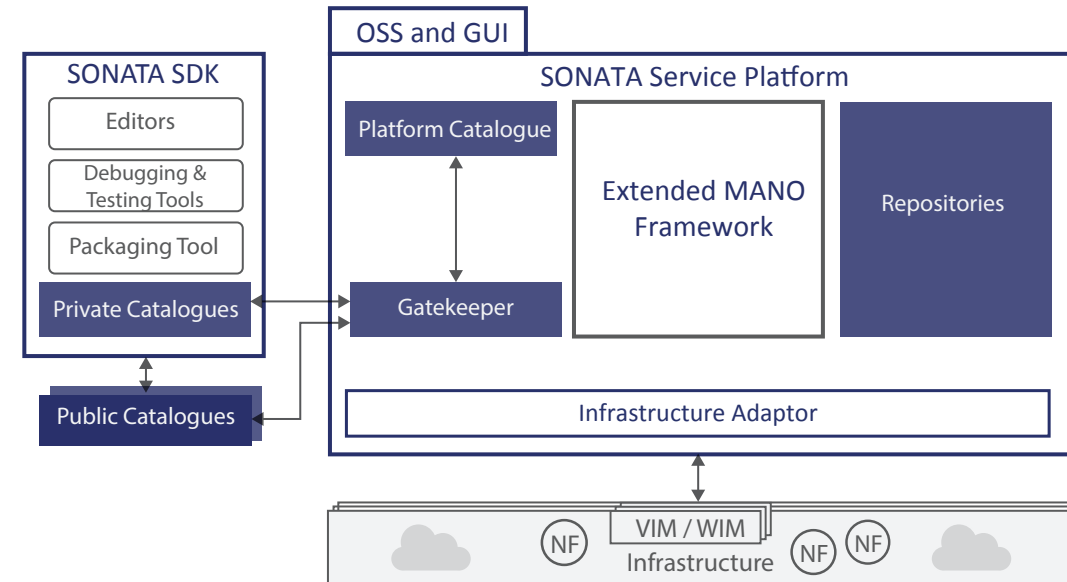 OSS and GUI
SONATA SDK
Editors
Debugging &
Testing Tools
Packaging Tool
Private Catalogues
Public Catalogues
SONATA Service Platform
Platform Catalogue
Gatekeeper
Extended MANO
Framework
Repositories
Infrastructure Adaptor
VIM / WIM
Infrastructure
NF
NF
NF